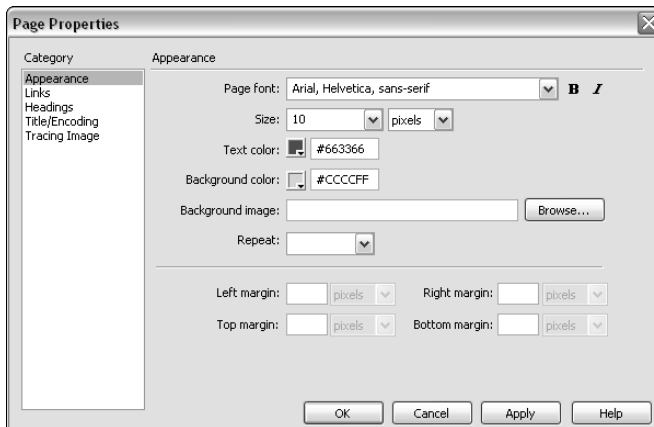 Page Properties
Category
Appearance
Links
Headings
Title/Encoding
Tracing Image
Appearance
Page font: Arial, Helvetica, sans-serif B I
Size: 10 pixels
Text color: #663366
Background color: #CCCCFF
Background image: Browse...
Repeat:
Left margin: pixels Right margin: pixels
Top margin: pixels Bottom margin: pixels
OK Cancel Apply Help